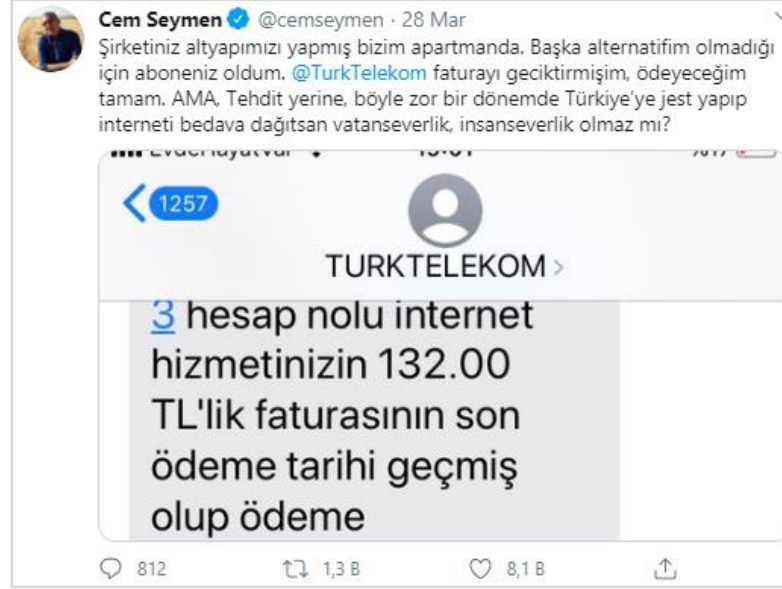 Cem Seymen @cemseymen · 28 Mar
Şirketiniz altyapımızı yapmış bizim apartmanda. Başka alternatifim olmadığı
için aboneniz oldum. @TurkTelekom faturayı geciktirmişim, ödeyeceğim
tamam. AMA, Tehdit yerine, böyle zor bir dönemde Türkiye'ye jest yapıp
interneti bedava dağıtsan vatanseverlik, insanseverlik olmaz mı?
EvdeHayatVar
1257
TURKTELEKOM >
3 hesap nolu internet
hizmetinizin 132.00
TL'lik faturasının son
ödeme tarihi geçmiş
olup ödeme
812 1,3 B 8,1 B